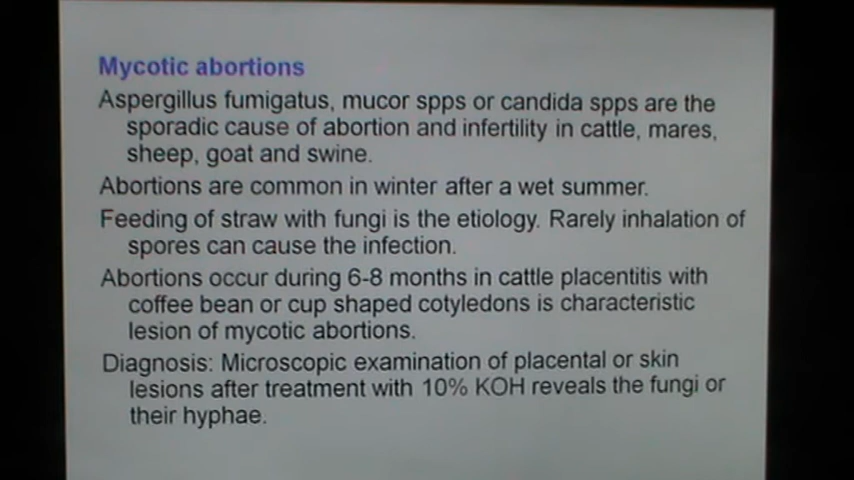 Mycotic abortions
Aspergillus fumigatus, mucor spps or candida spps are the
sporadic cause of abortion and infertility in cattle, mares,
sheep, goat and swine.
Abortions are common in winter after a wet summer.
Feeding of straw with fungi is the etiology. Rarely inhalation of
spores can cause the infection.
Abortions occur during 6-8 months in cattle placentitis with
coffee bean or cup shaped cotyledons is characteristic
lesion of mycotic abortions.
Diagnosis: Microscopic examination of placental or skin
lesions after treatment with 10% KOH reveals the fungi or
their hyphae.